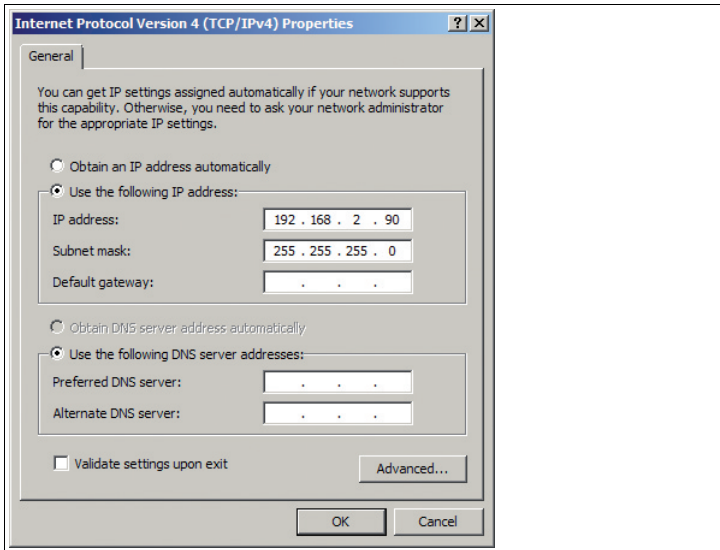 Internet Protocol Version 4 (TCP/IPv4) Properties
General
You can get IP settings assigned automatically if your network supports
this capability. Otherwise, you need to ask your network administrator
for the appropriate IP settings.
Obtain an IP address automatically
Use the following IP address:
IP address: 192 . 168 . 2 . 90
Subnet mask: 255 . 255 . 255 . 0
Default gateway: . . .
Obtain DNS server address automatically
Use the following DNS server addresses:
Preferred DNS server: . . .
Alternate DNS server: . . .
Validate settings upon exit
Advanced...
OK Cancel